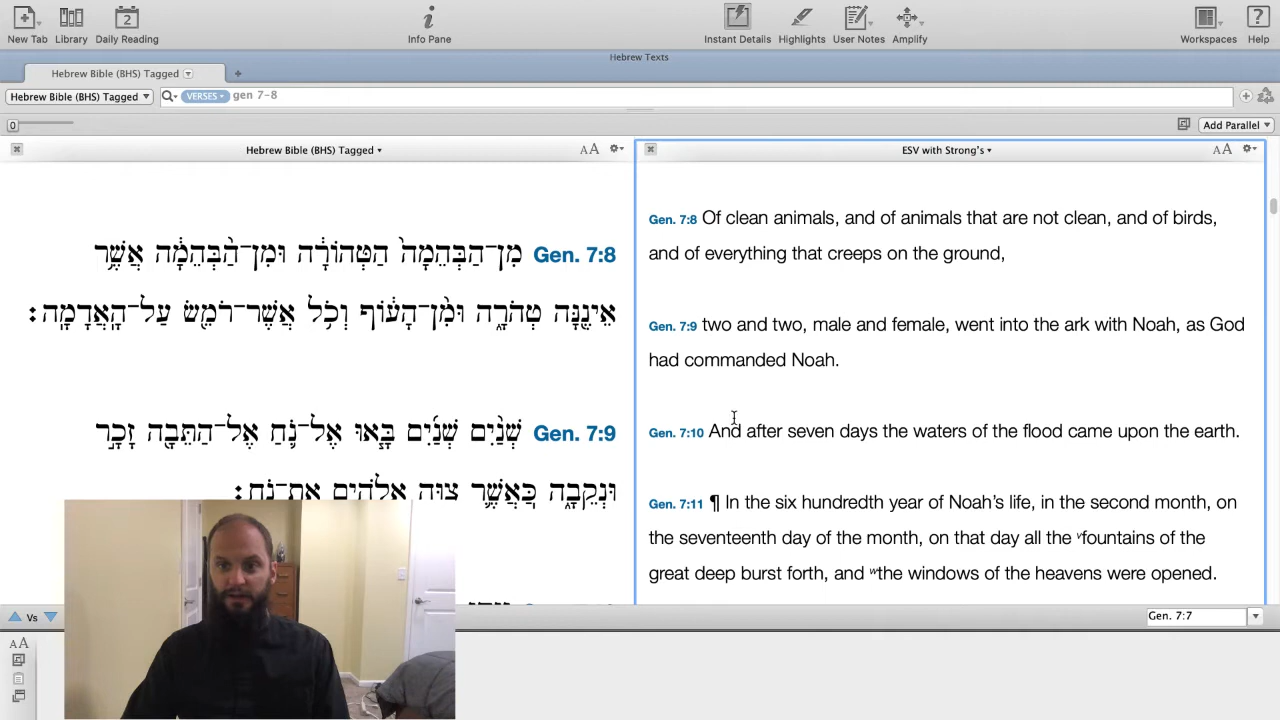 New Tab Library Daily Reading Info Pane Instant Details Highlights User Notes Amplify Workspaces Help
2
Hebrew Texts
Hebrew Bible (BHS) Tagged
Hebrew Bible (BHS) Tagged VERSES gen 7-8
0 Add Parallel
Hebrew Bible (BHS) Tagged AA
Gen. 7:8 מִן־הַבְּהֵמָה֙ הַטְּהוֹרָ֔ה וּמִן־הַ֨בְּהֵמָ֔ה אֲשֶׁ֥ר
אֵינֶ֖נָּה טְהֹרָ֑ה וּמִ֨ן־הָע֔וֹף וְכֹ֥ל אֲשֶׁר־רֹמֵ֖שׂ עַל־הָֽאֲדָמָֽה׃
Gen. 7:9 שְׁנַ֨יִם שְׁנַ֜יִם בָּ֧אוּ אֶל־נֹ֛חַ אֶל־הַתֵּבָ֖ה זָכָ֣ר
וּנְקֵבָ֑ה כַּֽאֲשֶׁ֛ר צִוָּ֥ה אֱלֹהִ֖ים אֶת־נֹֽחַ׃
ESV with Strong's AA
Gen. 7:8 Of clean animals, and of animals that are not clean, and of birds,
and of everything that creeps on the ground,
Gen. 7:9 two and two, male and female, went into the ark with Noah, as God
had commanded Noah.
Gen. 7:10 And after seven days the waters of the flood came upon the earth.
Gen. 7:11 ¶ In the six hundredth year of Noah’s life, in the second month, on
the seventeenth day of the month, on that day all the vfountains of the
great deep burst forth, and wthe windows of the heavens were opened.
Vs Gen. 7:7
AA